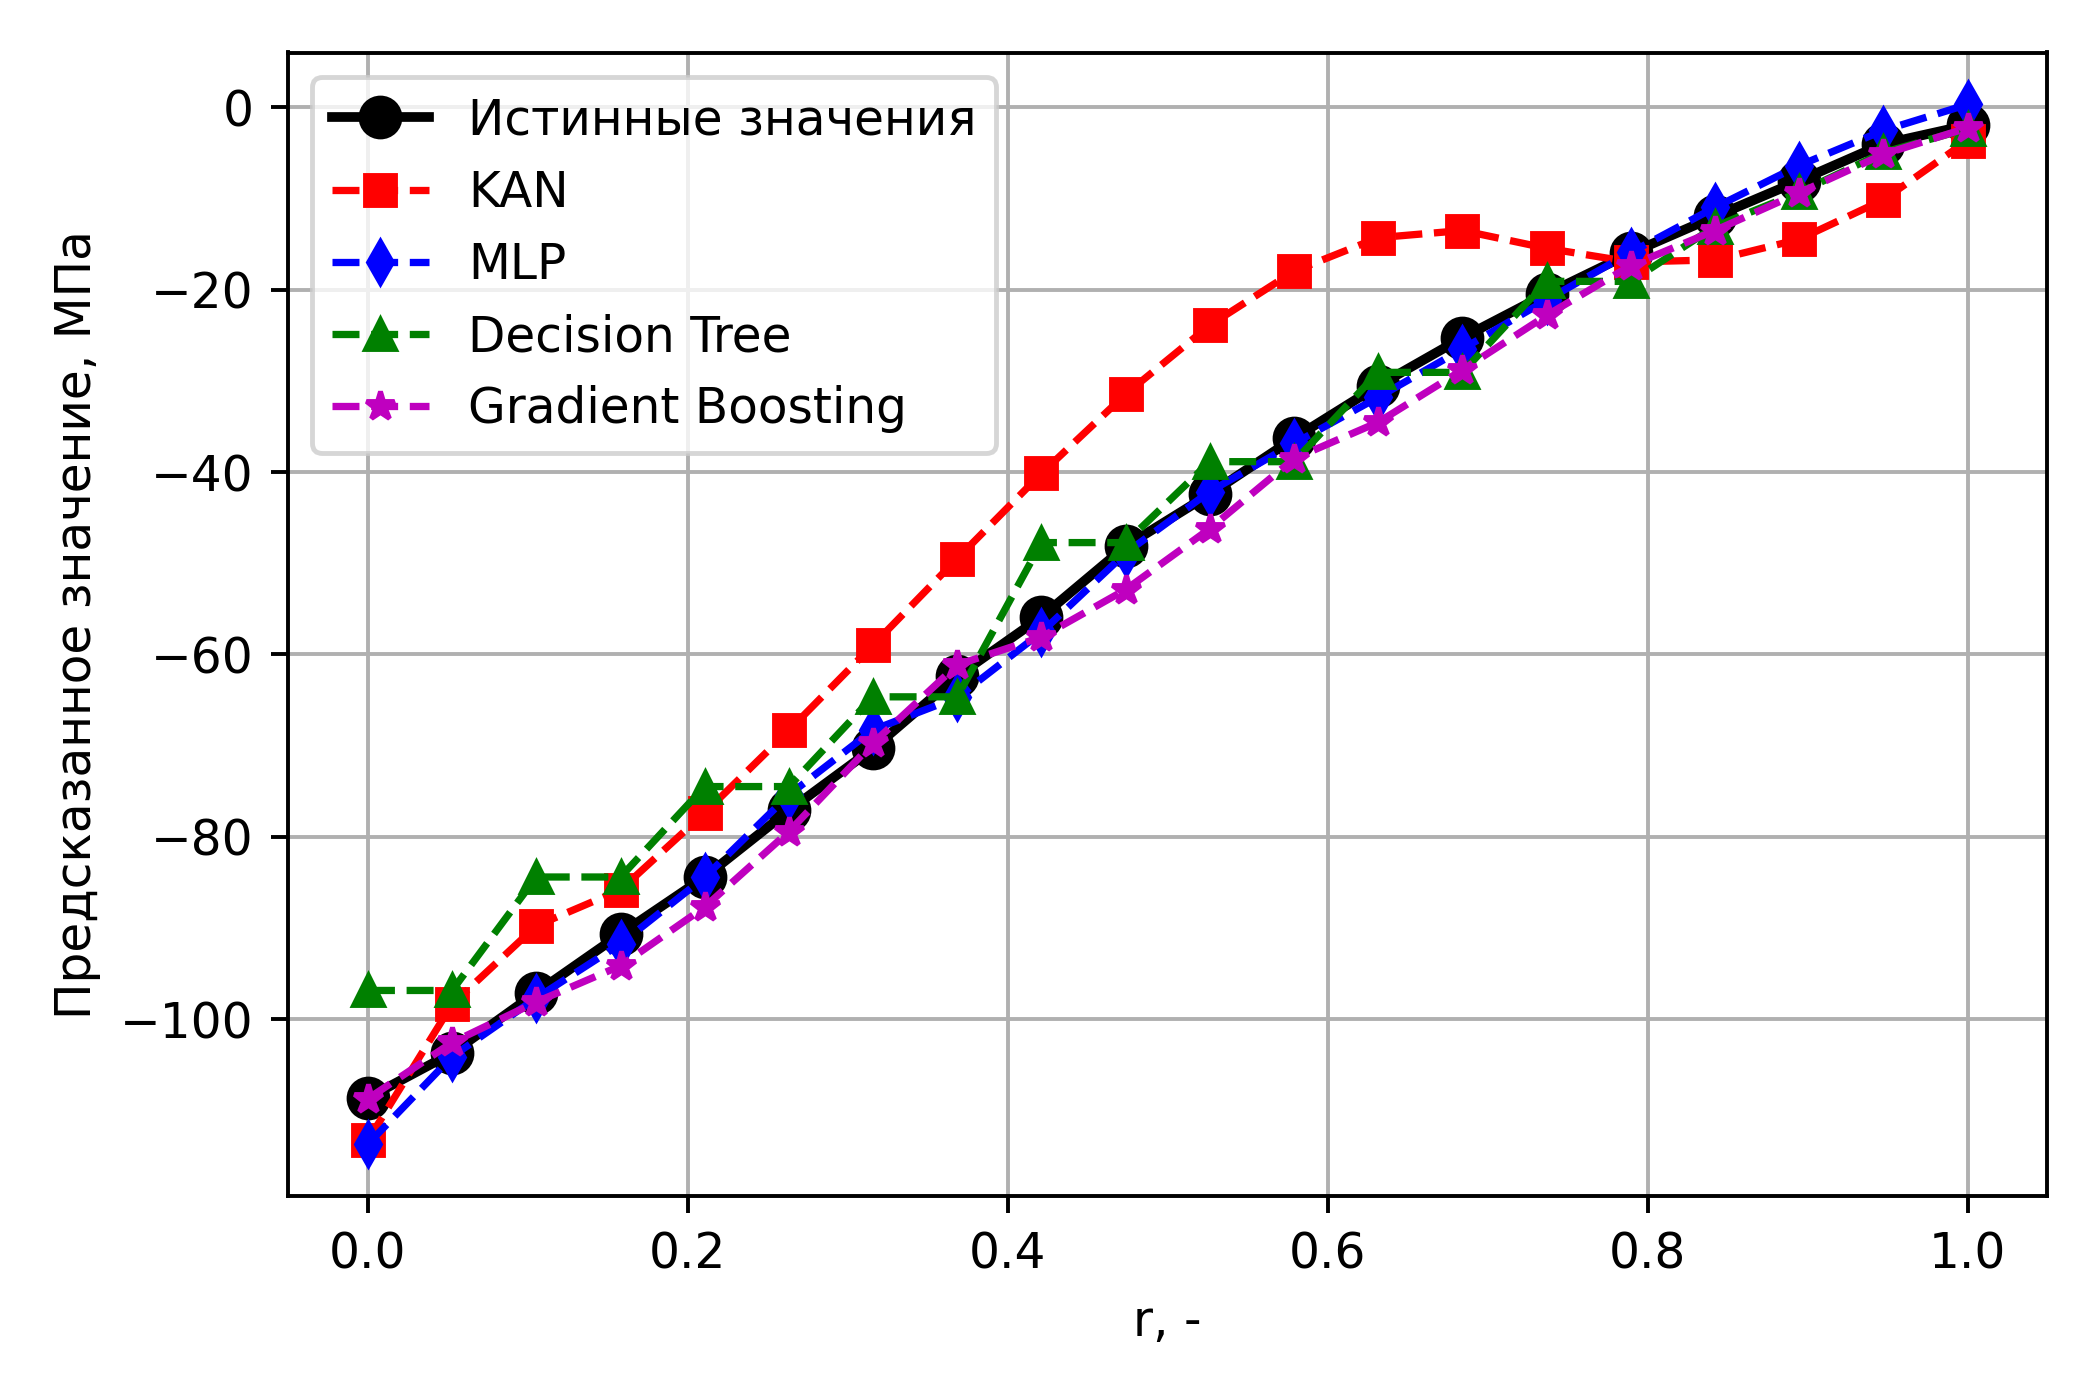 Предсказанное значение, МПа
0
−20
−40
−60
−80
−100
Истинные значения
KAN
MLP
Decision Tree
Gradient Boosting
0.0 0.2 0.4 0.6 0.8 1.0
r, -